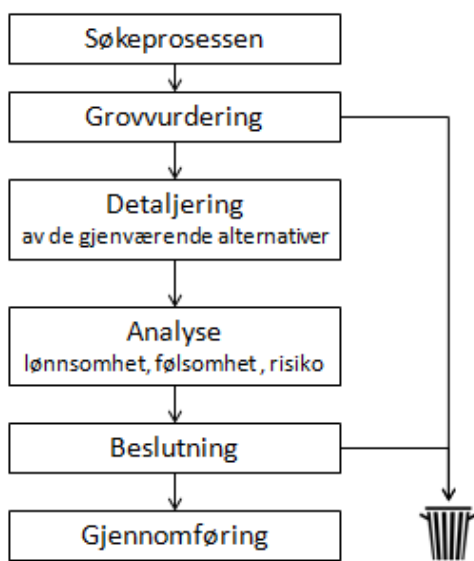 Søkeprosessen
Grovvurdering
Detaljering
av de gjenværende alternativer
Analyse
lønnsomhet, følsomhet , risiko
Beslutning
Gjennomføring